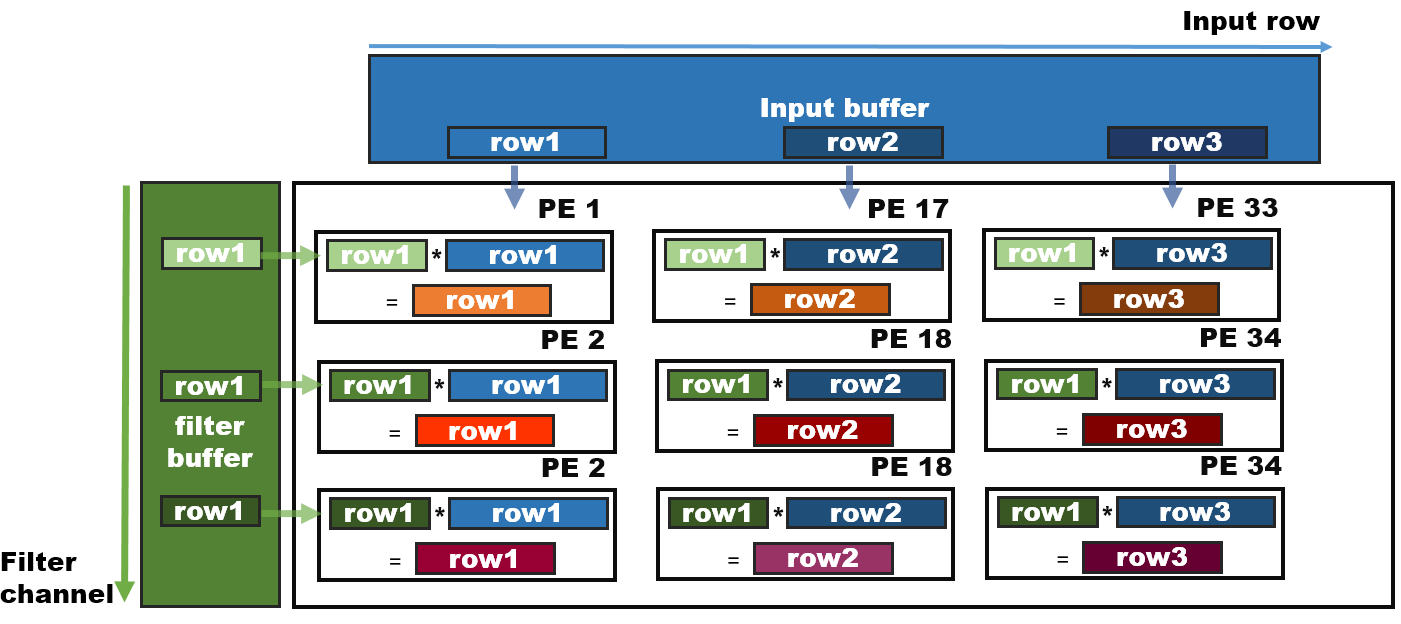 Input row
Input buffer
row1 row2 row3
PE 1 PE 17 PE 33
row1 row1 * row1 row1 * row2 row1 * row3
= row1 = row2 = row3
PE 2 PE 18 PE 34
row1 row1 * row1 row1 * row2 row1 * row3
filter
buffer
= row1 = row2 = row3
PE 2 PE 18 PE 34
row1 row1 * row1 row1 * row2 row1 * row3
= row1 = row2 = row3
Filter
channel